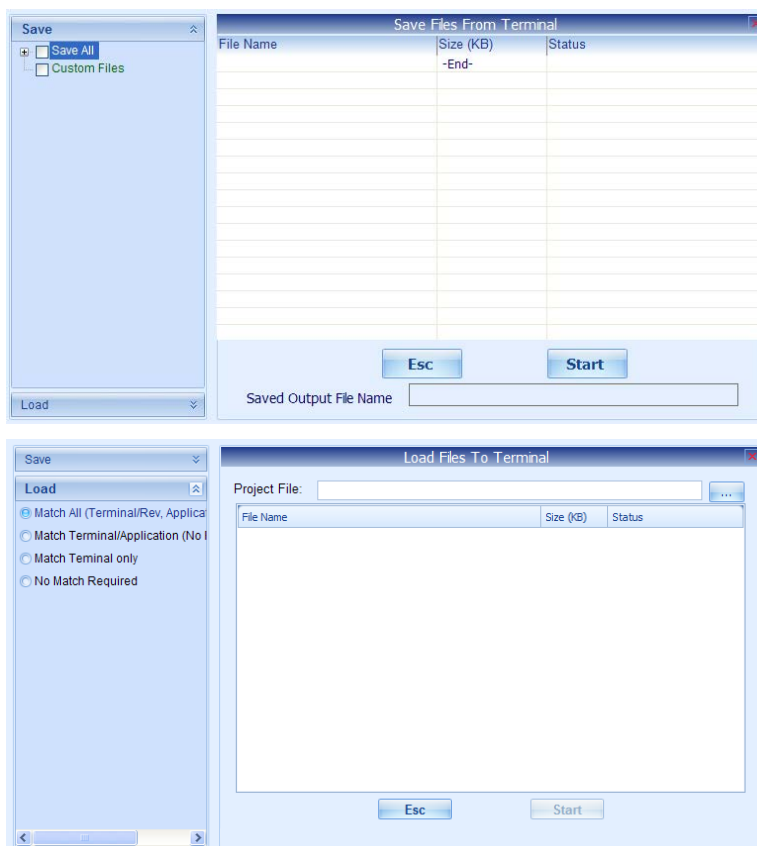 Save
Save All
Custom Files
Load
Save Files From Terminal
File Name Size (KB) Status
-End-
Esc Start
Saved Output File Name
Save
Load
Match All (Terminal/Rev, Applica
Match Terminal/Application (No
Match Teminal only
No Match Required
Load Files To Terminal
Project File: ...
File Name Size (KB) Status
Esc Start